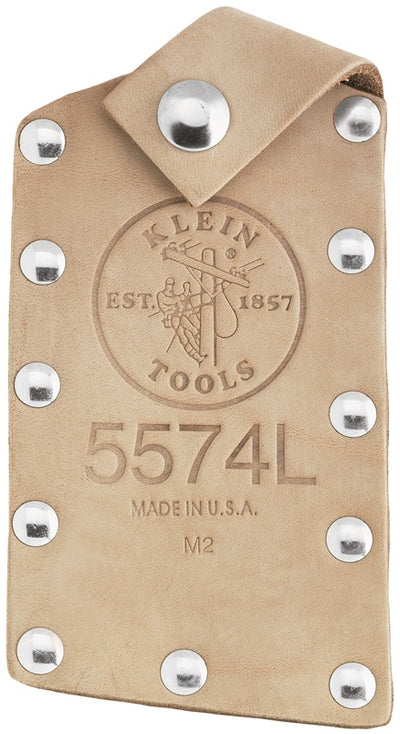 KLEIN
®
EST. 1857
TOOLS
5574L
MADE IN U.S.A.
M2